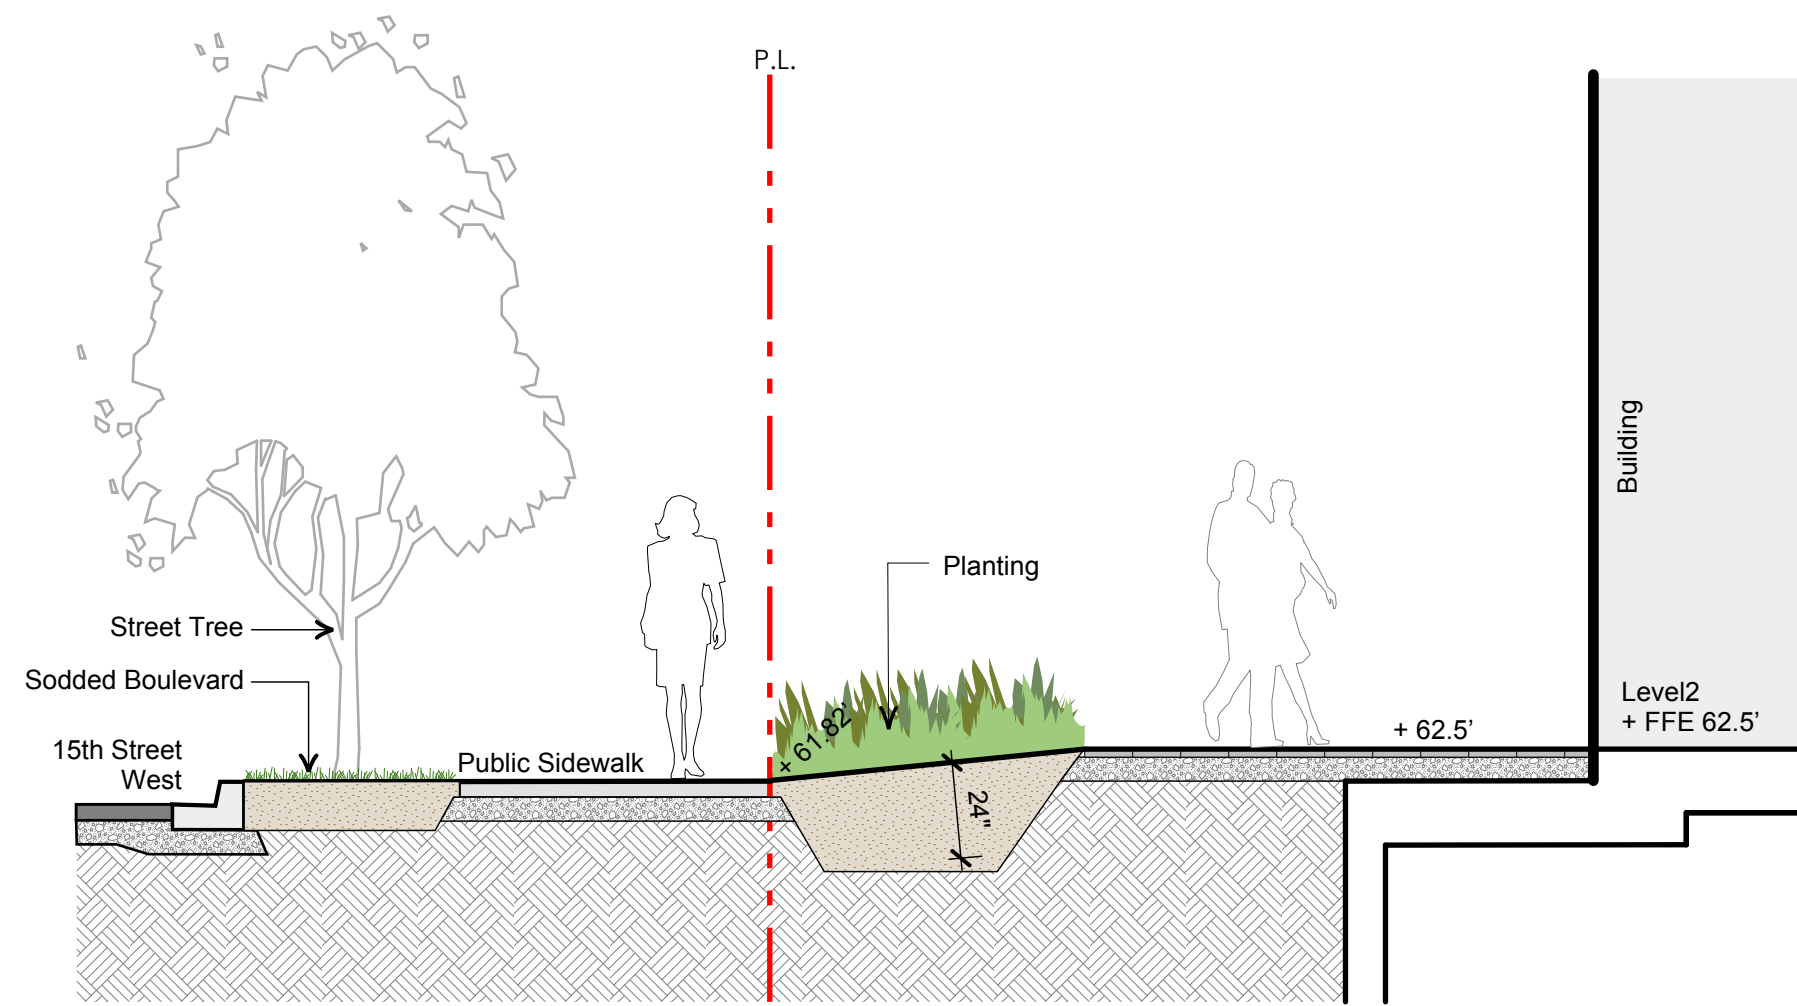 P.L.
Building
Planting
Street Tree
Sodded Boulevard
Level2
+ FFE 62.5’
+ 61.82’
+ 62.5’
15th Street
West
Public Sidewalk
24"